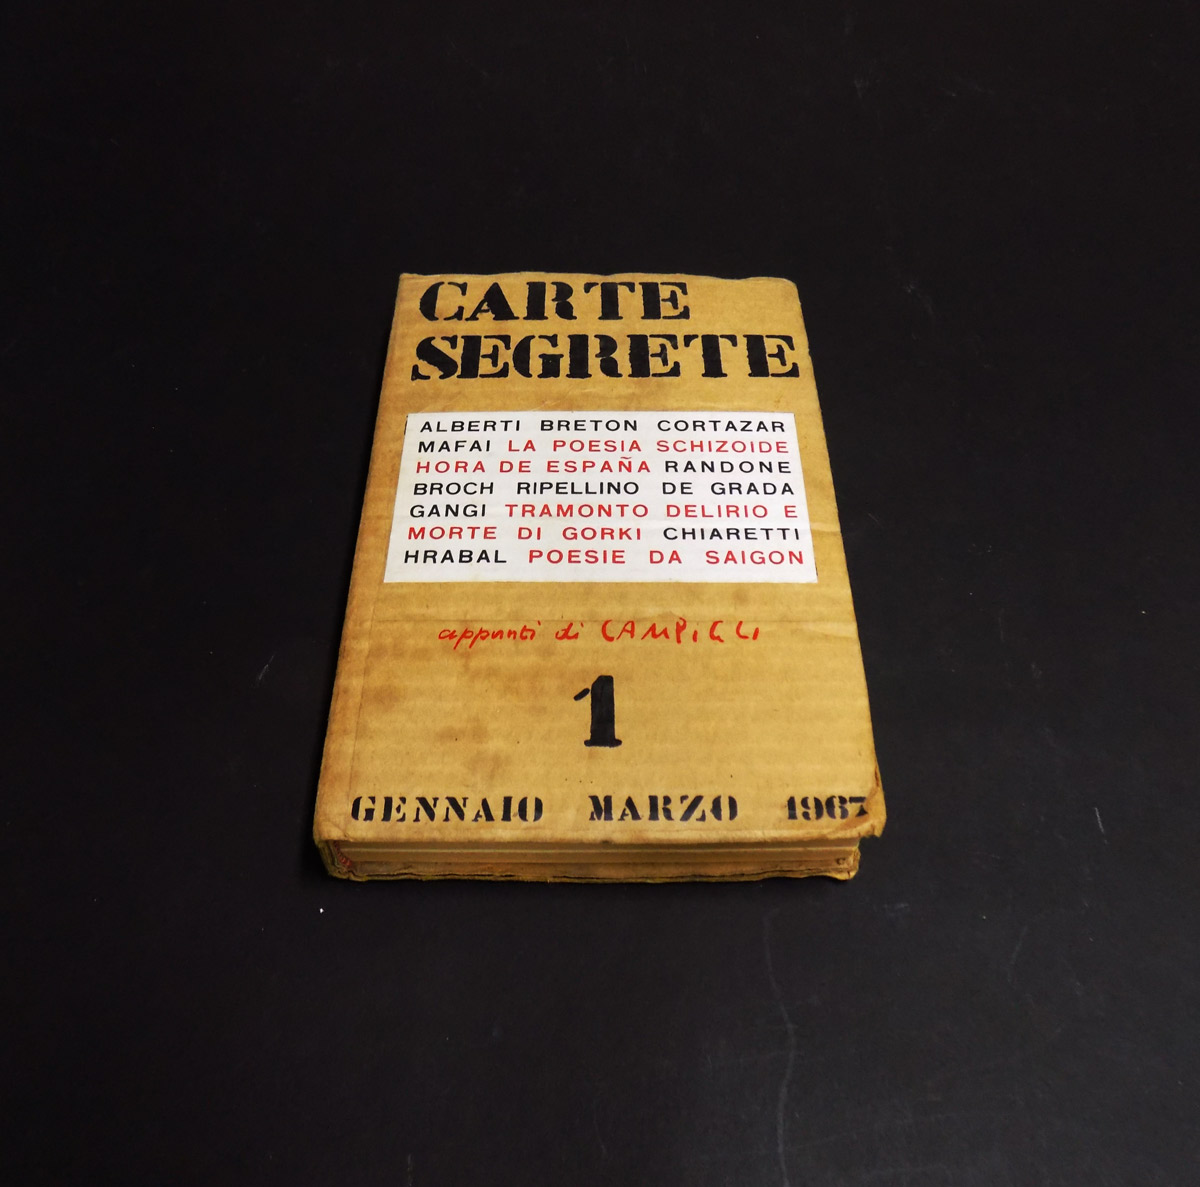 CARTE
SEGRETE
ALBERTI BRETON CORTAZAR
MAFAI LA POESIA SCHIZOIDE
HORA DE ESPAÑA RANDONE
BROCH RIPELLINO DE GRADA
GANGI TRAMONTO DELIRIO E
MORTE DI GORKI CHIARETTI
HRABAL POESIE DA SAIGON
appunti di CAMPIGLI
1
GENNAIO MARZO 1967